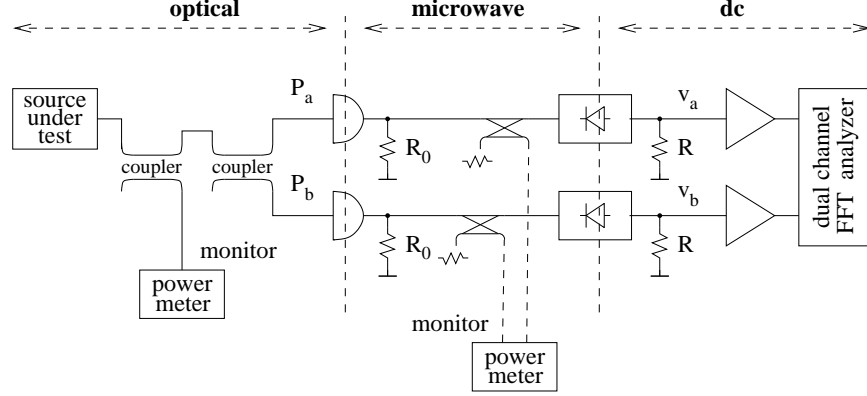 optical microwave dc
source
under
test
coupler
coupler
P_a
P_b
R_0
R_0
v_a
v_b
R
R
dual channel
FFT analyzer
monitor
power
meter
monitor
power
meter